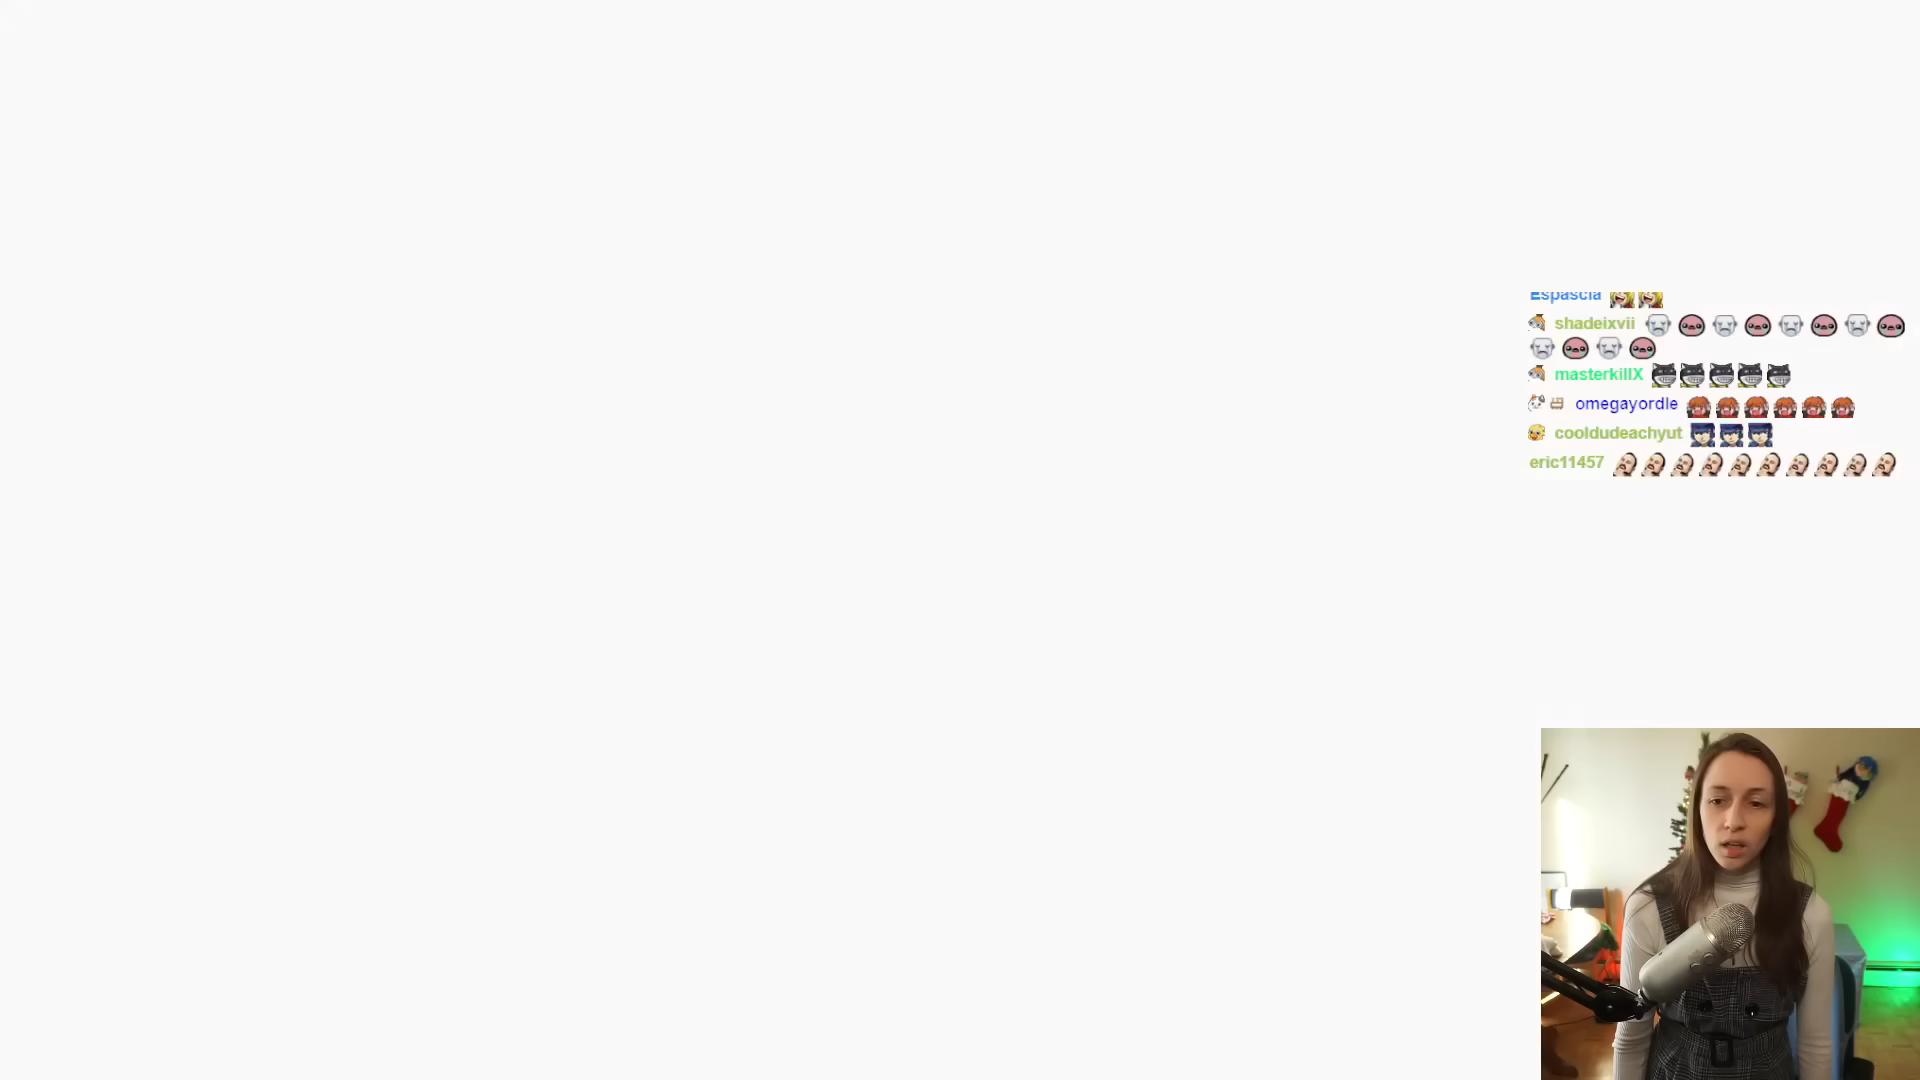 Espascia
shadeixvii
masterkillX
omegayordle
cooldudeachyut
eric11457